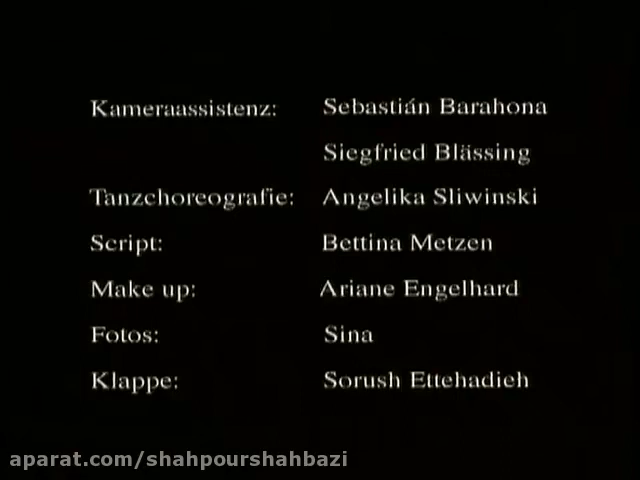 Kameraassistenz: Sebastián Barahona
Siegfried Blässing
Tanzchoreografie: Angelika Sliwinski
Script: Bettina Metzen
Make up: Ariane Engelhard
Fotos: Sina
Klappe: Sorush Ettehadieh
aparat.com/shahpourshahbazi